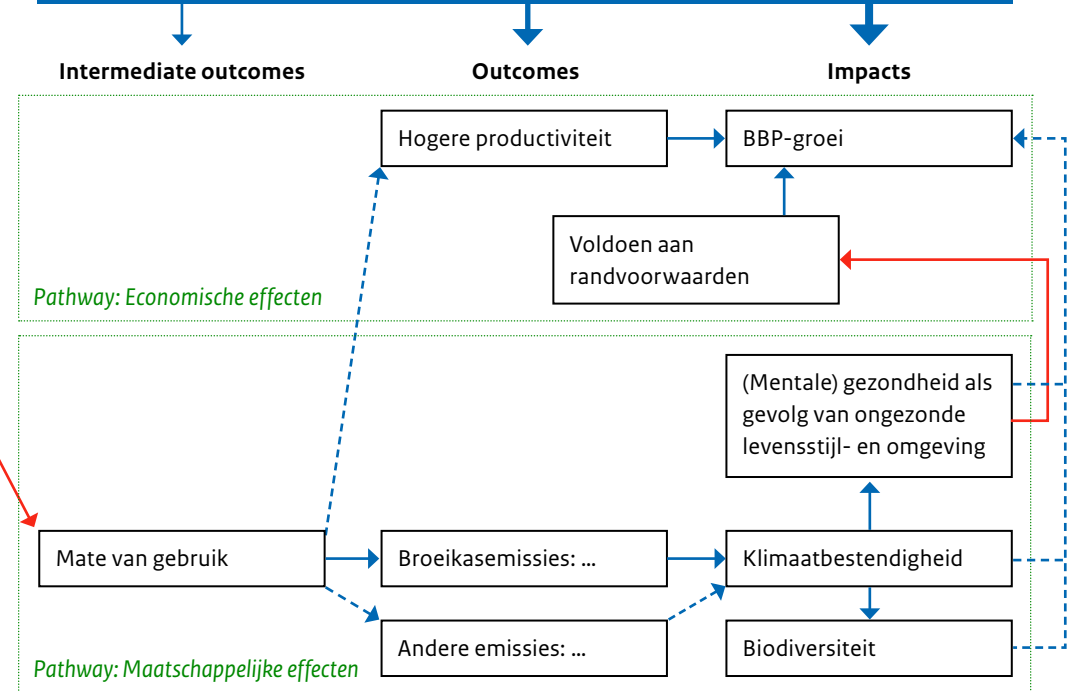 Intermediate outcomes
Outcomes
Impacts
Hogere productiviteit
BBP-groei
Voldoen aan
randvoorwaarden
Pathway: Economische effecten
(Mentale) gezondheid als
gevolg van ongezonde
levensstijl- en omgeving
Mate van gebruik
Broeikasemissies: ...
Klimaatbestendigheid
Andere emissies: ...
Biodiversiteit
Pathway: Maatschappelijke effecten